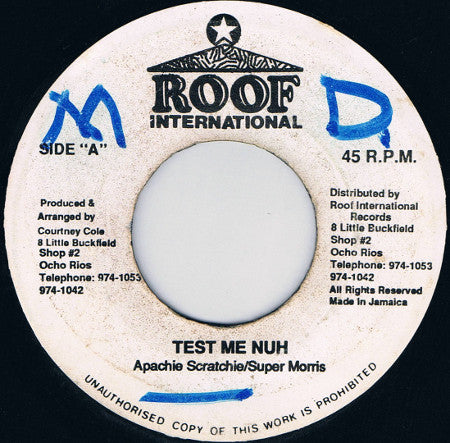 ROOF
INTERNATIONAL
M D
SIDE "A"
45 R.P.M.
Produced &
Arranged by
Courtney Cole
8 Little Buckfield
Shop #2
Ocho Rios
Telephone: 974-1053
974-1042
Distributed by
Roof International
Records
8 Little Buckfield
Shop #2
Ocho Rios
Telephone: 974-1053
974-1042
All Rights Reserved
Made in Jamaica
TEST ME NUH
Apachie Scratchie/Super Morris
UNAUTHORISED COPY OF THIS WORK IS PROHIBITED